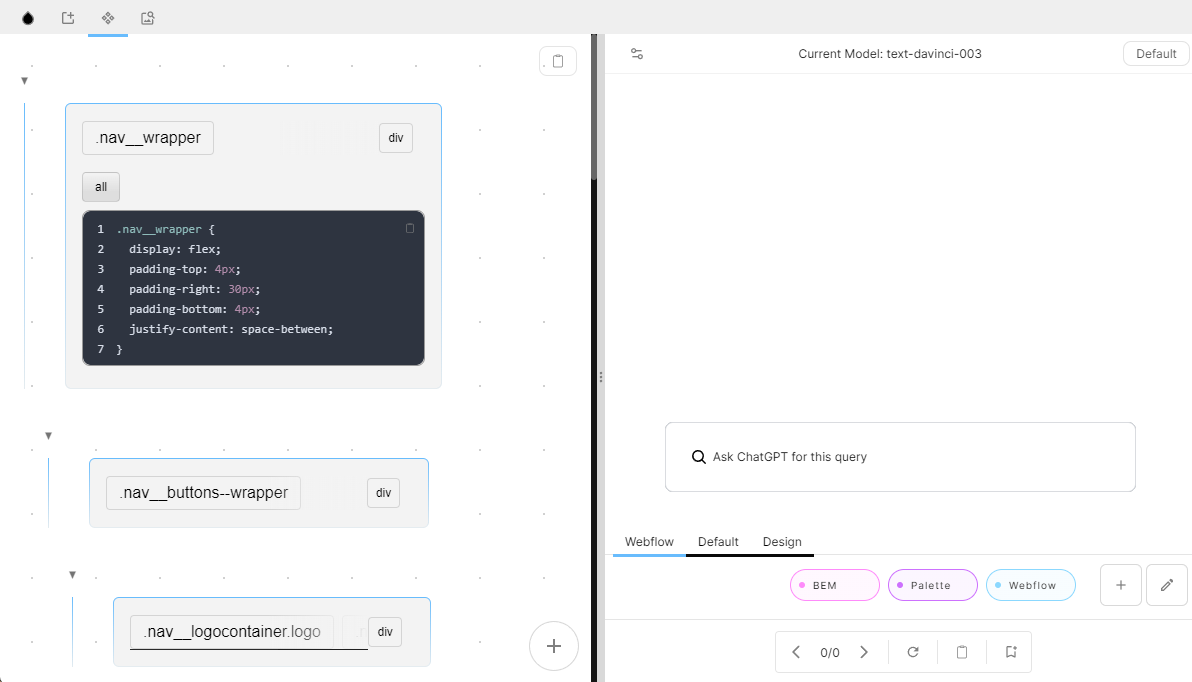 Current Model: text-davinci-003
Default
.nav__wrapper
div
all
1 .nav__wrapper {
2 display: flex;
3 padding-top: 4px;
4 padding-right: 30px;
5 padding-bottom: 4px;
6 justify-content: space-between;
7 }
.nav__buttons--wrapper
div
.nav__logocontainer.logo
div
Ask ChatGPT for this query
Webflow
Default
Design
BEM
Palette
Webflow
0/0